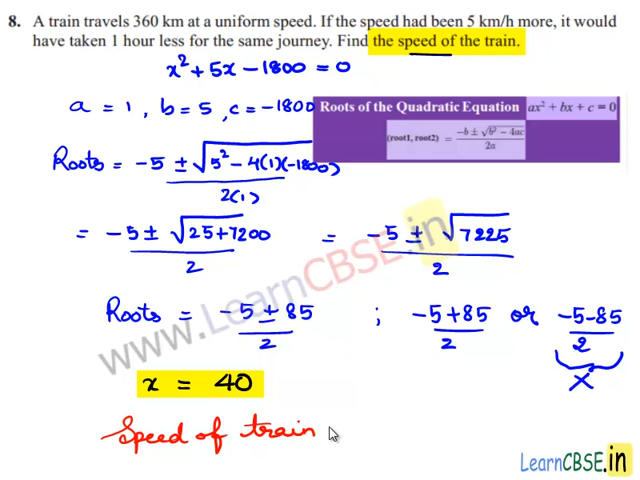 8. A train travels 360 km at a uniform speed. If the speed had been 5 km/h more, it would
have taken 1 hour less for the same journey. Find the speed of the train.
x² + 5x − 1800 = 0
a = 1, b = 5, c = −1800
Roots of the Quadratic Equation ax² + bx + c = 0
(root1, root2) = (−b ± √(b² − 4ac)) / 2a
Roots = (−5 ± √(5² − 4(1)(−1800))) / 2(1)
= (−5 ± √(25+7200)) / 2 = (−5 ± √7225) / 2
Roots = (−5 ± 85) / 2 ; (−5+85) / 2 or (−5−85) / 2
X
x = 40
Speed of train
www.LearnCBSE.in
LearnCBSE.in